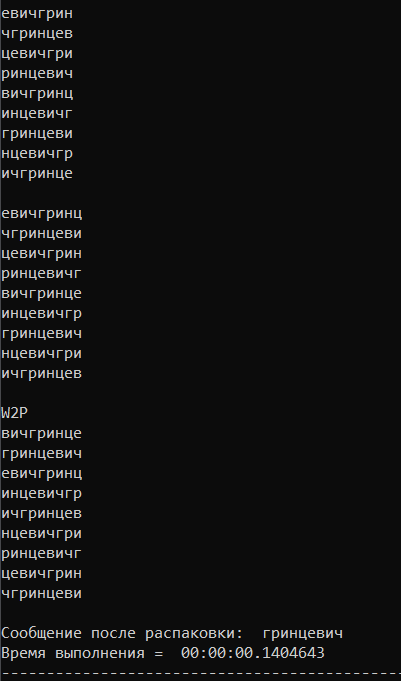 евичгрин
чгринцев
цевичгри
ринцевич
вичгринц
инцевичг
гринцеви
нцевичгр
ичгринце

евичгринц
чгринцеви
цевичгрин
ринцевичг
вичгринце
инцевичгр
гринцевич
нцевичгри
ичгринцев

W2P
вичгринце
гринцевич
евичгринц
инцевичгр
ичгринцев
нцевичгри
ринцевичг
цевичгрин
чгринцеви

Сообщение после распаковки:  гринцевич
Время выполнения =  00:00:00.1404643
---------------------------------------------